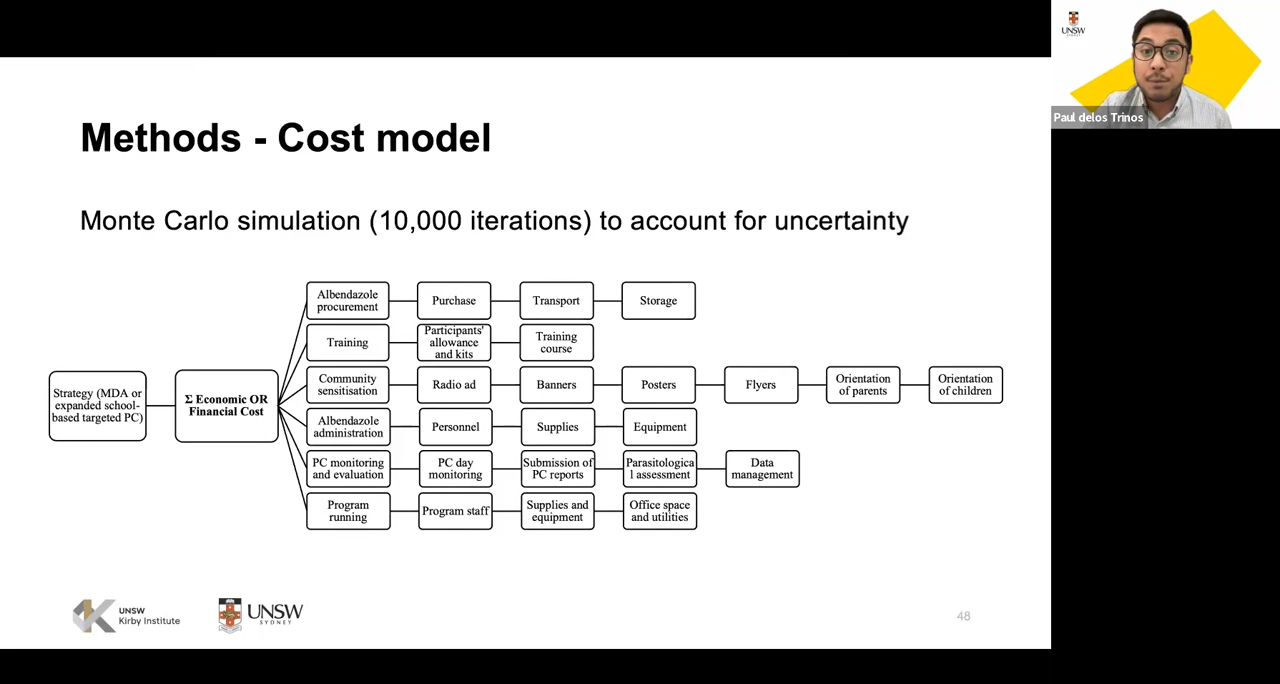 UNSW
Paul delos Trinos
Methods - Cost model
Monte Carlo simulation (10,000 iterations) to account for uncertainty
Strategy (MDA or
expanded school-
based targeted PC)
Σ Economic OR
Financial Cost
Albendazole
procurement
Purchase
Transport
Storage
Training
Participants'
allowance
and kits
Training
course
Community
sensitisation
Radio ad
Banners
Posters
Flyers
Orientation
of parents
Orientation
of children
Albendazole
administration
Personnel
Supplies
Equipment
PC monitoring
and evaluation
PC day
monitoring
Submission of
PC reports
Parasitologica
l assessment
Data
management
Program
running
Program staff
Supplies and
equipment
Office space
and utilities
UNSW
Kirby Institute
UNSW
SYDNEY
48